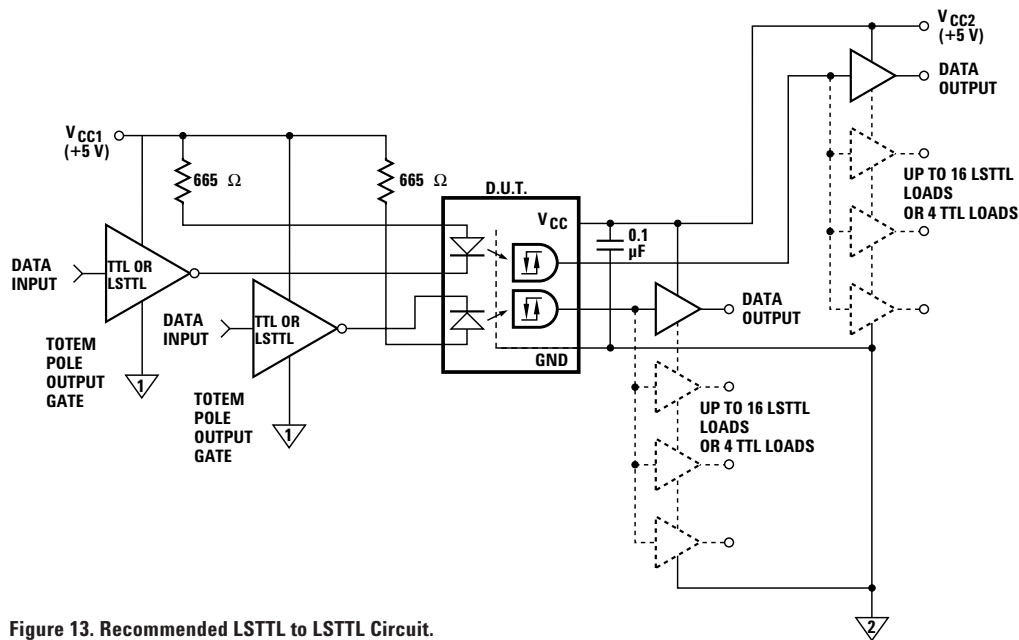 V CC2
(+5 V)
DATA
OUTPUT
V CC1
(+5 V)
665 Ω
665 Ω
D.U.T.
V CC
0.1
µF
UP TO 16 LSTTL
LOADS
OR 4 TTL LOADS
DATA
INPUT
TTL OR
LSTTL
DATA
INPUT
TTL OR
LSTTL
DATA
OUTPUT
GND
TOTEM
POLE
OUTPUT
GATE
1
TOTEM
POLE
OUTPUT
GATE
1
UP TO 16 LSTTL
LOADS
OR 4 TTL LOADS
2
Figure 13. Recommended LSTTL to LSTTL Circuit.